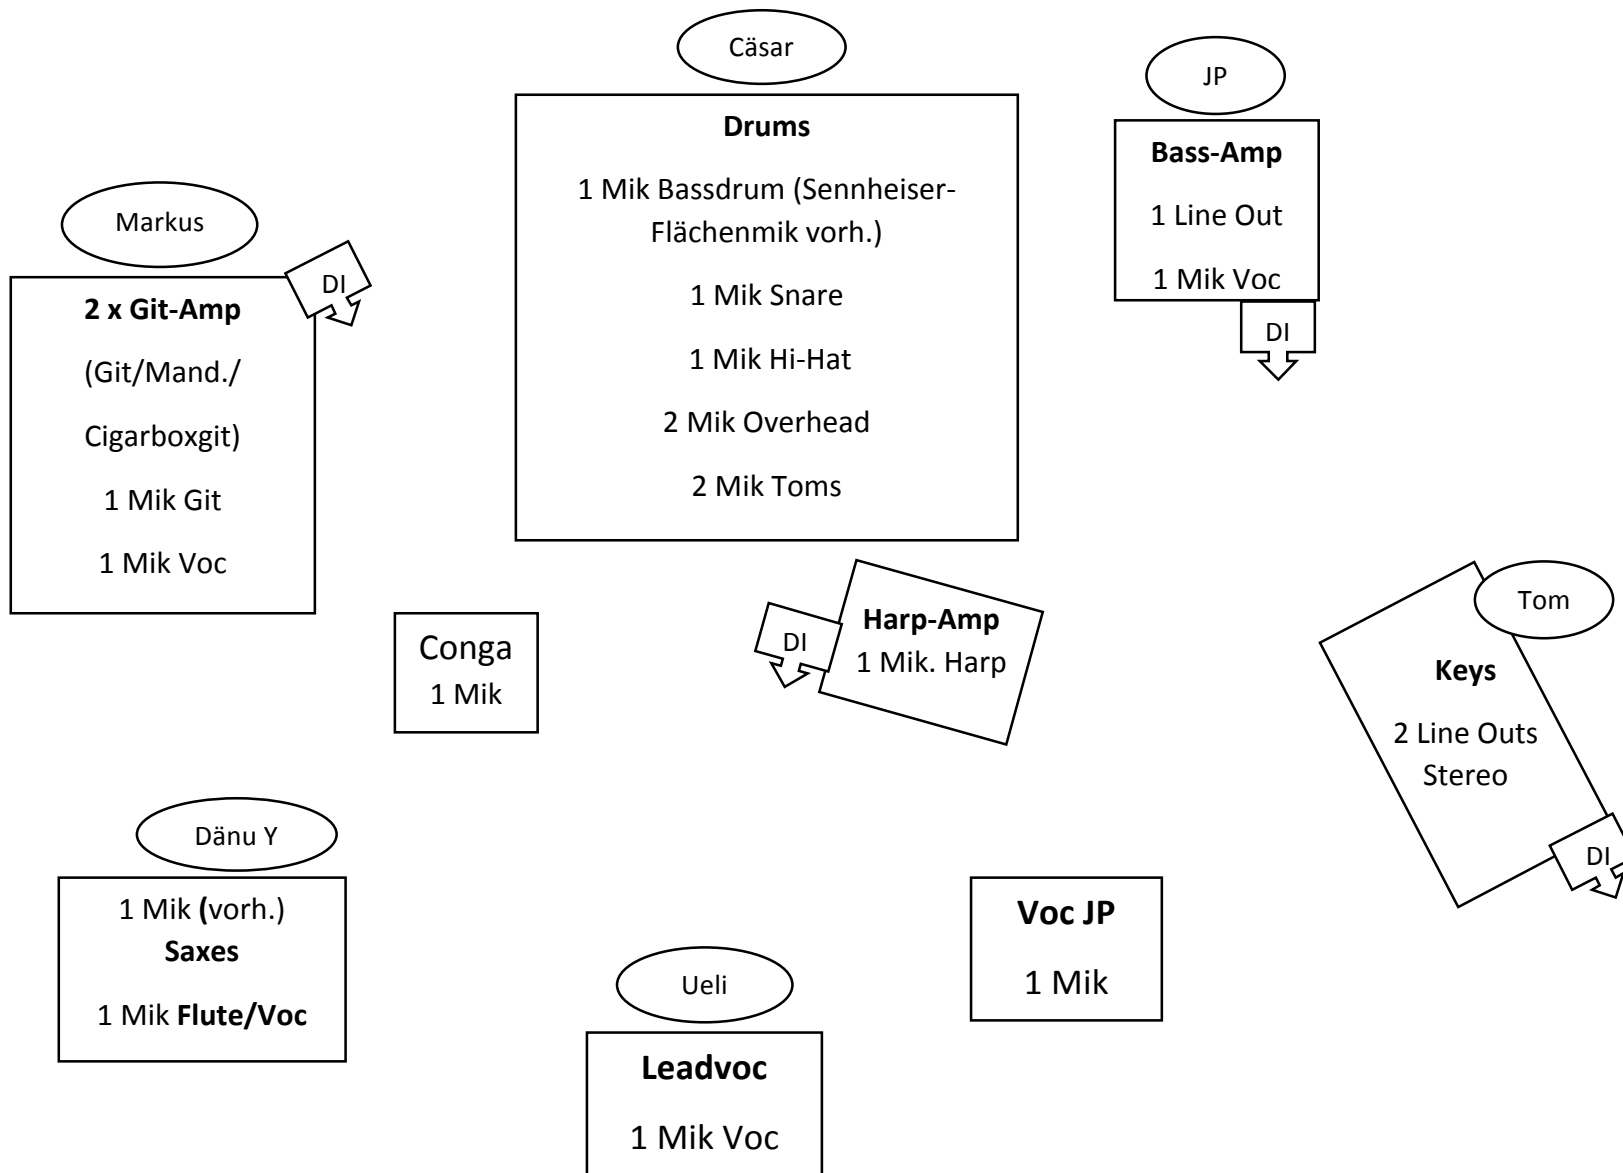 Cäsar
Drums
1 Mik Bassdrum (Sennheiser-
Flächenmik vorh.)
1 Mik Snare
1 Mik Hi-Hat
2 Mik Overhead
2 Mik Toms
JP
Bass-Amp
1 Line Out
1 Mik Voc
DI
Markus
DI
2 x Git-Amp
(Git/Mand./
Cigarboxgit)
1 Mik Git
1 Mik Voc
Conga
1 Mik
DI
Harp-Amp
1 Mik. Harp
Tom
Keys
2 Line Outs
Stereo
DI
Dänu Y
1 Mik (vorh.)
Saxes
1 Mik Flute/Voc
Ueli
Leadvoc
1 Mik Voc
Voc JP
1 Mik